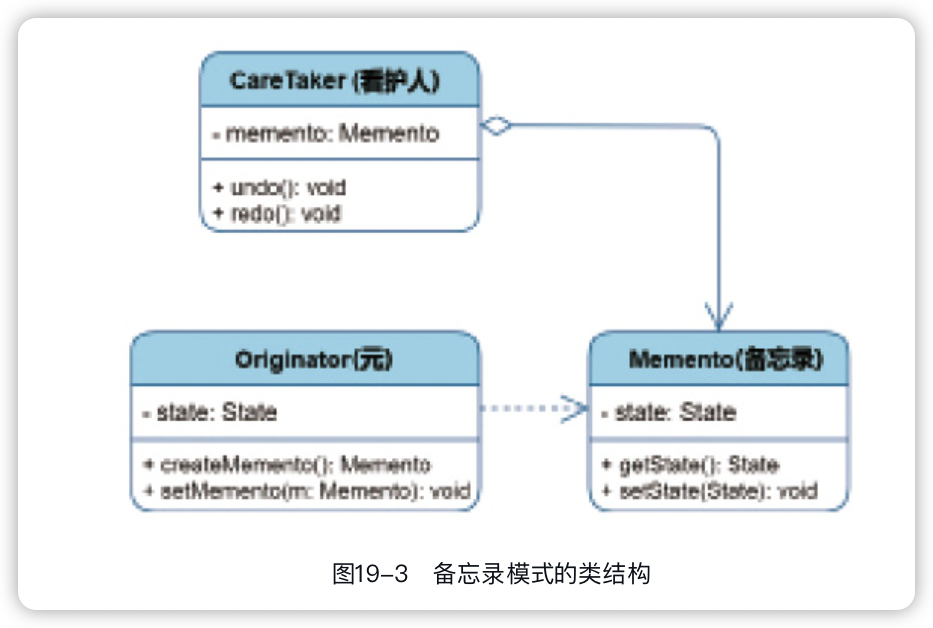 CareTaker (看护人)
- memento: Memento
+ undo(): void
+ redo(): void
Originator(元)
- state: State
+ createMemento(): Memento
+ setMemento(m: Memento): void
Memento(备忘录)
- state: State
+ getState(): State
+ setState(State): void
图19-3 备忘录模式的类结构